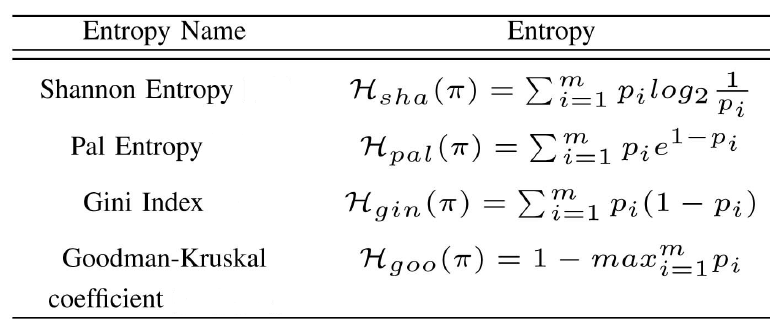 Entropy Name Entropy
Shannon Entropy $\mathcal{H}_{sha}(\pi) = \sum_{i=1}^{m} p_i log_2 \frac{1}{p_i}$
Pal Entropy $\mathcal{H}_{pal}(\pi) = \sum_{i=1}^{m} p_i e^{1-p_i}$
Gini Index $\mathcal{H}_{gin}(\pi) = \sum_{i=1}^{m} p_i(1 - p_i)$
Goodman-Kruskal $\mathcal{H}_{goo}(\pi) = 1 - max_{i=1}^{m} p_i$
coefficient